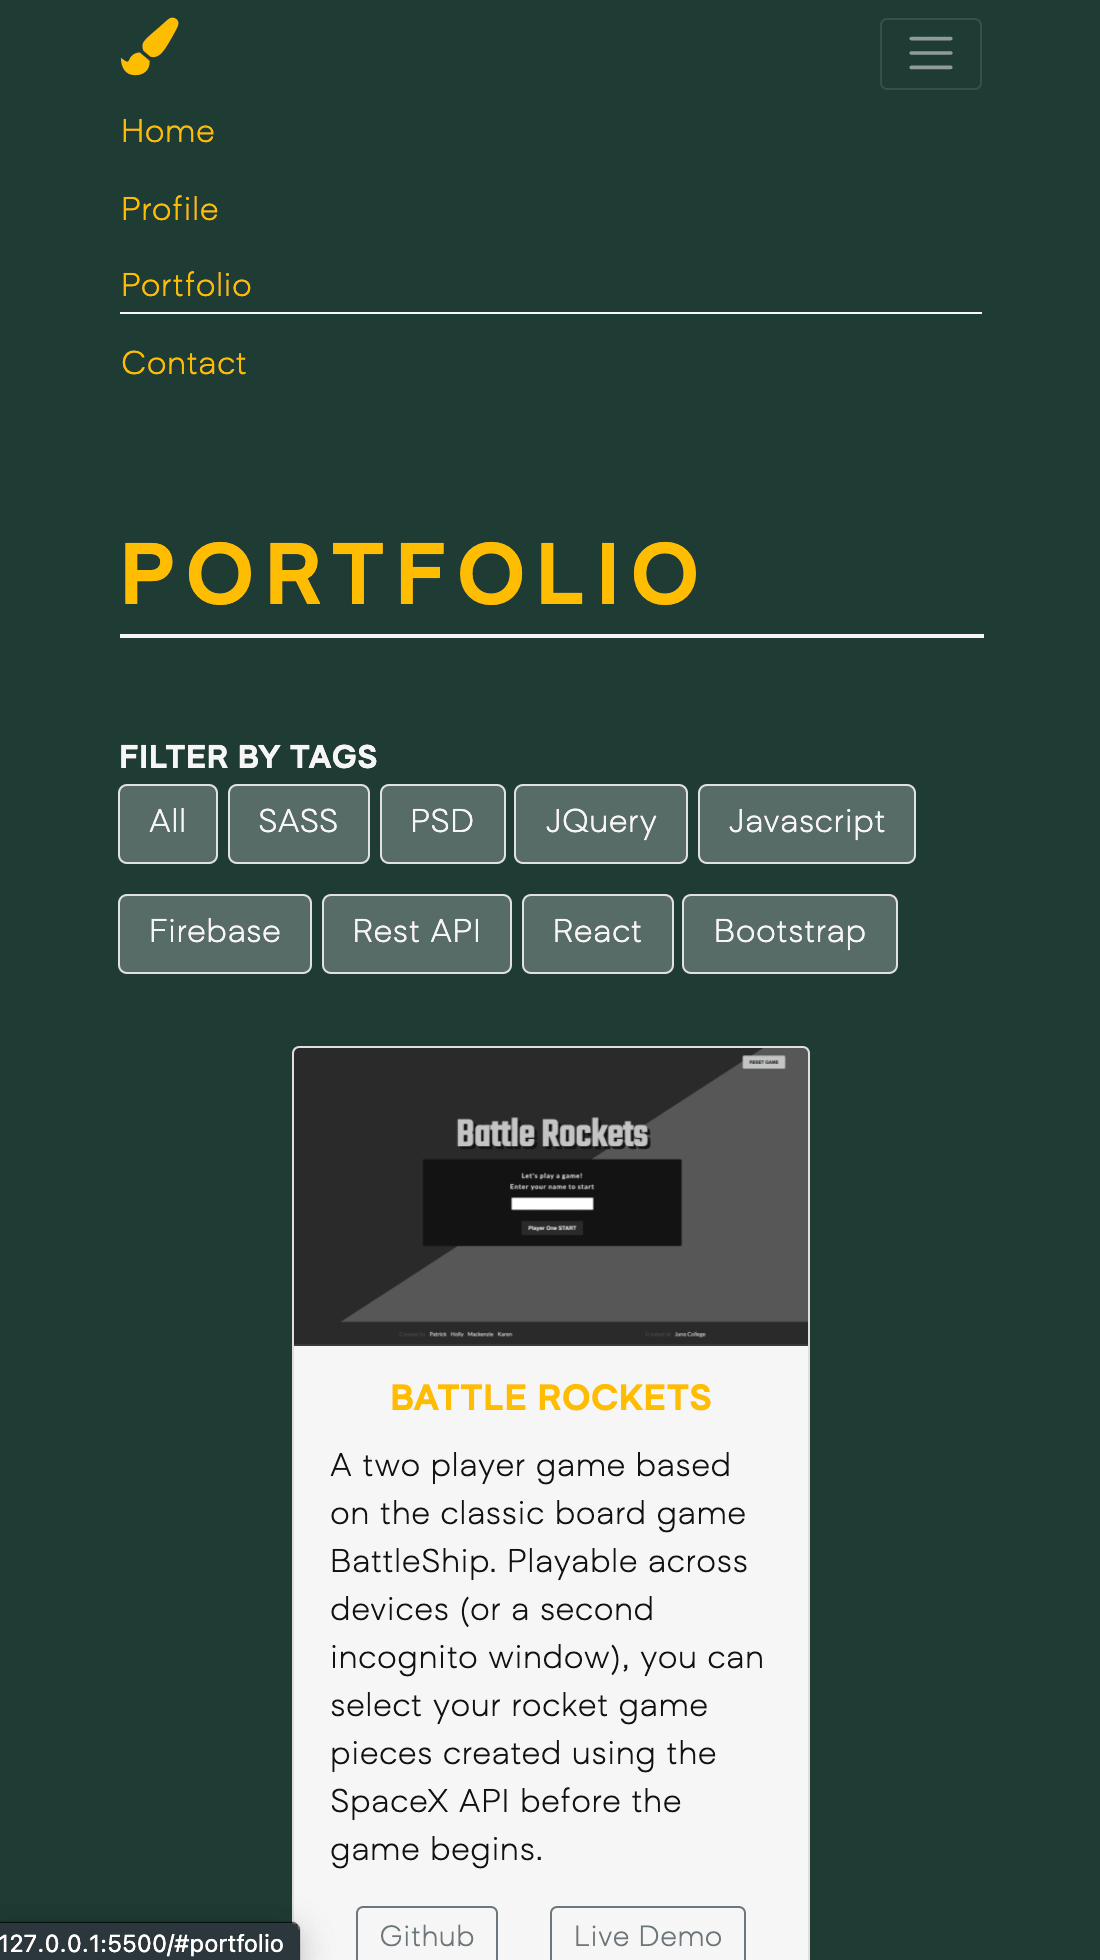 Home
Profile
Portfolio
Contact
PORTFOLIO
FILTER BY TAGS
All SASS PSD JQuery Javascript
Firebase Rest API React Bootstrap
RESET GAME
Battle Rockets
Let's play a game!
Enter your name to start
Player One START
Created by Patrick Holly Mackenzie Karen
Juno College
BATTLE ROCKETS
A two player game based
on the classic board game
BattleShip. Playable across
devices (or a second
incognito window), you can
select your rocket game
pieces created using the
SpaceX API before the
game begins.
Github Live Demo
127.0.0.1:5500/#portfolio